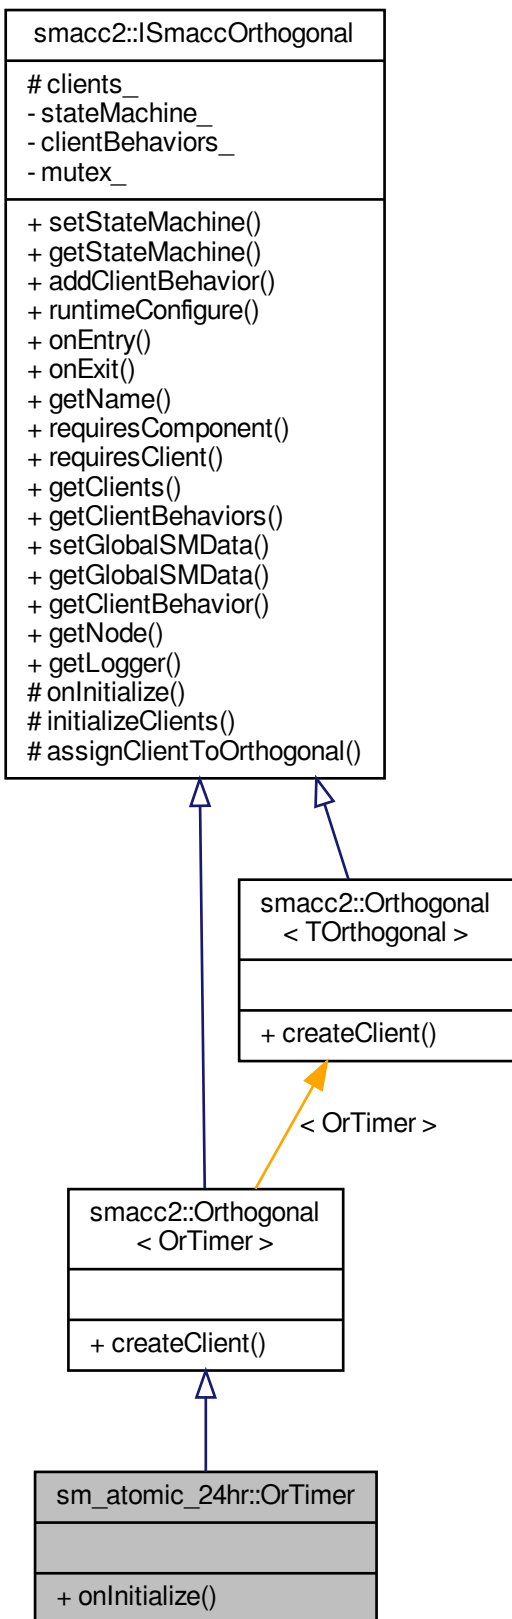 smacc2::ISmaccOrthogonal
# clients_
- stateMachine_
- clientBehaviors_
- mutex_
+ setStateMachine()
+ getStateMachine()
+ addClientBehavior()
+ runtimeConfigure()
+ onEntry()
+ onExit()
+ getName()
+ requiresComponent()
+ requiresClient()
+ getClients()
+ getClientBehaviors()
+ setGlobalSMData()
+ getGlobalSMData()
+ getClientBehavior()
+ getNode()
+ getLogger()
# onInitialize()
# initializeClients()
# assignClientToOrthogonal()
smacc2::Orthogonal
< TOrthogonal >
+ createClient()
< OrTimer >
smacc2::Orthogonal
< OrTimer >
+ createClient()
sm_atomic_24hr::OrTimer
+ onInitialize()